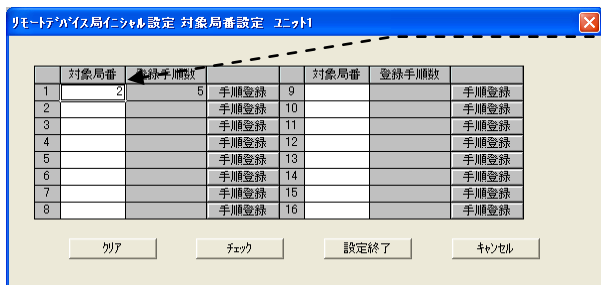 リモートデバイス局イニシャル設定 対象局番設定 ユニット1
対象局番 登録手順数 対象局番 登録手順数
1 2 5 手順登録 9 手順登録
2 手順登録 10 手順登録
3 手順登録 11 手順登録
4 手順登録 12 手順登録
5 手順登録 13 手順登録
6 手順登録 14 手順登録
7 手順登録 15 手順登録
8 手順登録 16 手順登録
クリア チェック 設定終了 キャンセル